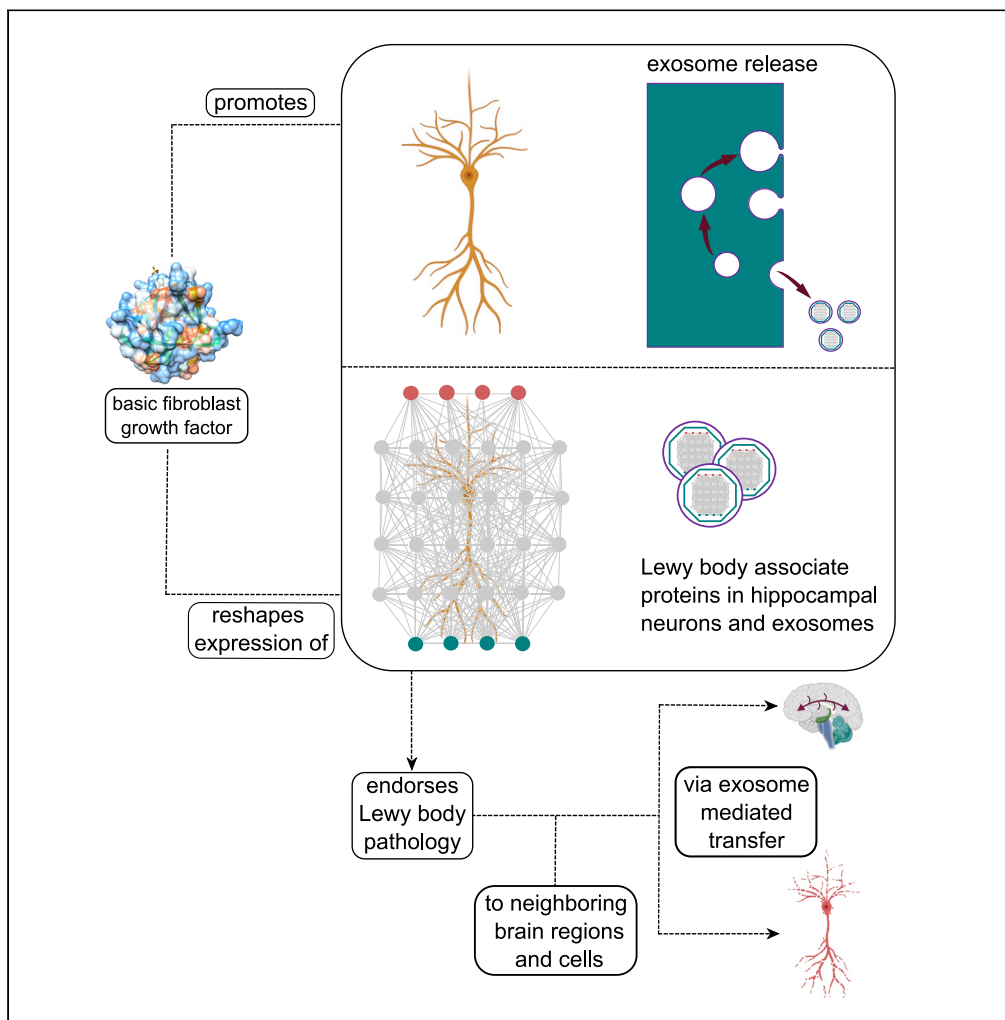 exosome release
promotes
basic fibroblast
growth factor
Lewy body associate
proteins in hippocampal
neurons and exosomes
reshapes
expression of
endorses
Lewy body
pathology
via exosome
mediated
transfer
to neighboring
brain regions
and cells